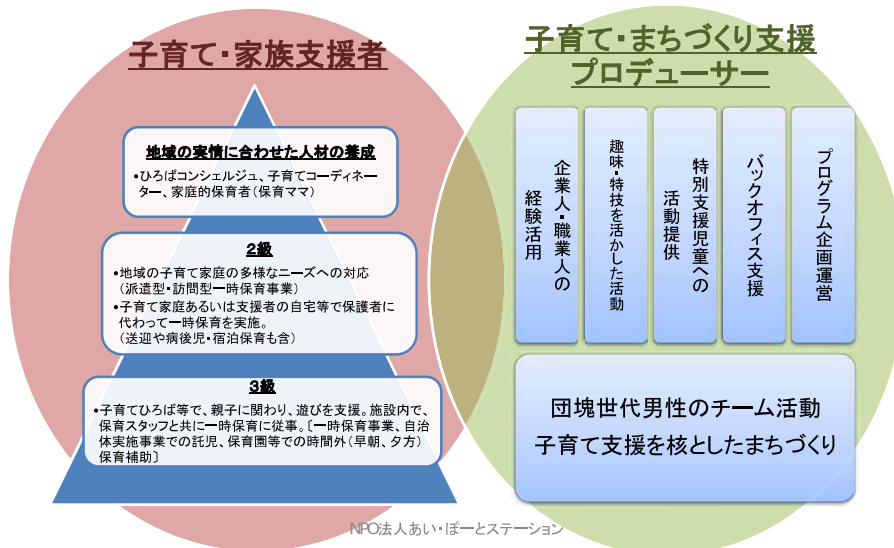 子育て・家族支援者
地域の実情に合わせた人材の養成
•ひろばコンシェルジュ、子育てコーディネー
ター、家庭的保育者（保育ママ）
２級
•地域の子育て家庭の多様なニーズへの対応
（派遣型・訪問型一時保育事業）
•子育て家庭あるいは支援者の自宅等で保護者に
代わって一時保育を実施。
（送迎や病後児・宿泊保育も含）
３級
•子育てひろば等で、親子に関わり、遊びを支援。施設内で、
保育スタッフと共に一時保育に従事。〔一時保育事業、自治
体実施事業での託児、保育園等での時間外（早朝、夕方）
保育補助〕
子育て・まちづくり支援
プロデューサー
企業人・職業人の
経験活用
趣味・特技を活かした活動
特別支援児童への
活動提供
バックオフィス支援
プログラム企画運営
団塊世代男性のチーム活動
子育て支援を核としたまちづくり
NPO法人あい・ぽーとステーション